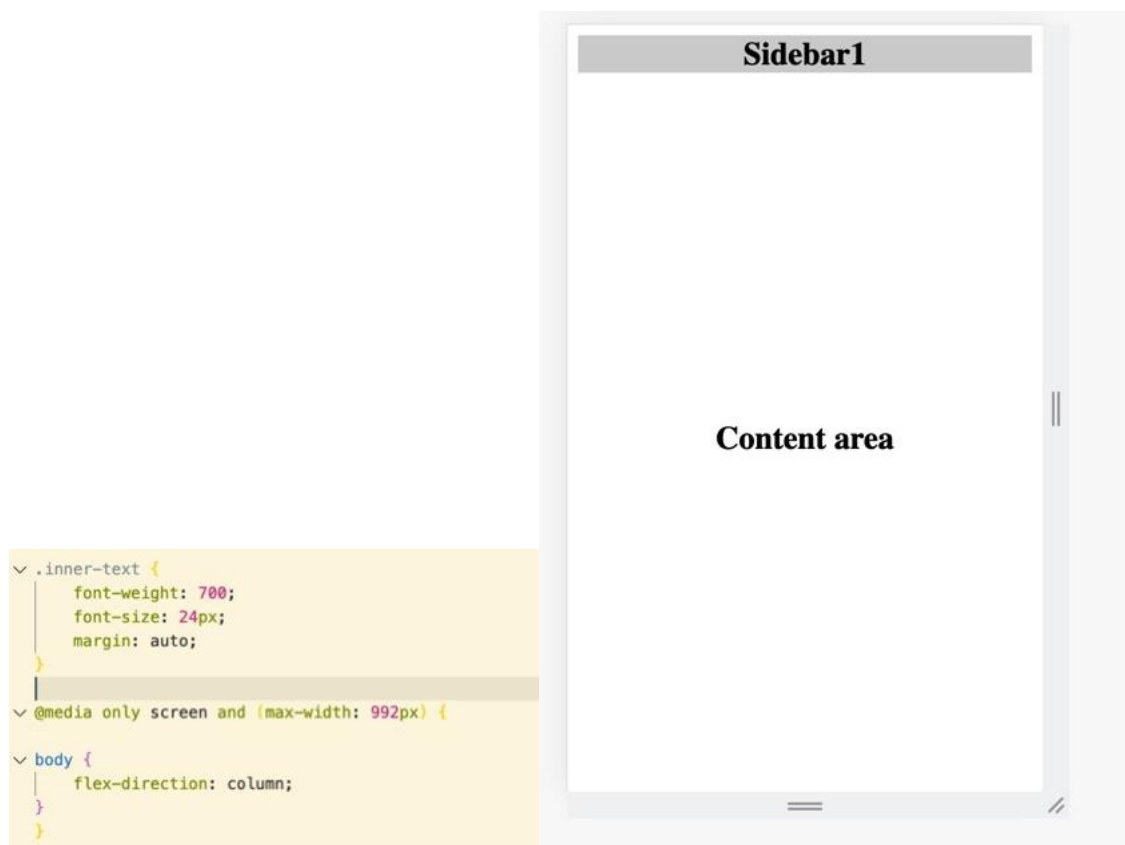 Sidebar1
Content area
.inner-text {
font-weight: 700;
font-size: 24px;
margin: auto;
}
@media only screen and (max-width: 992px) {
body {
flex-direction: column;
}
}